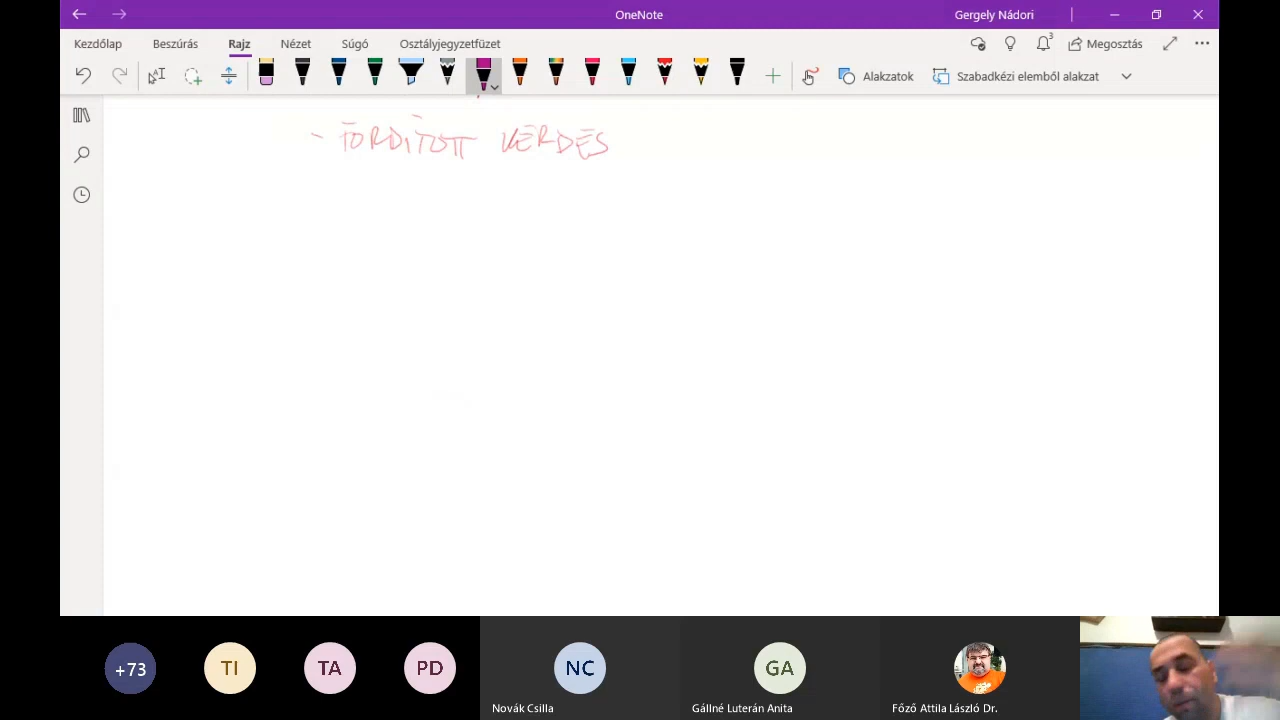 OneNote
Gergely Nádori
Kezdőlap Beszúrás Rajz Nézet Súgó Osztályjegyzetfüzet
3 Megosztás
Alakzatok Szabadkézi elemből alakzat
- FORDÍTOTT KÉRDÉS
+73 TI TA PD NC GA
Novák Csilla Gállné Luterán Anita Főző Attila László Dr.